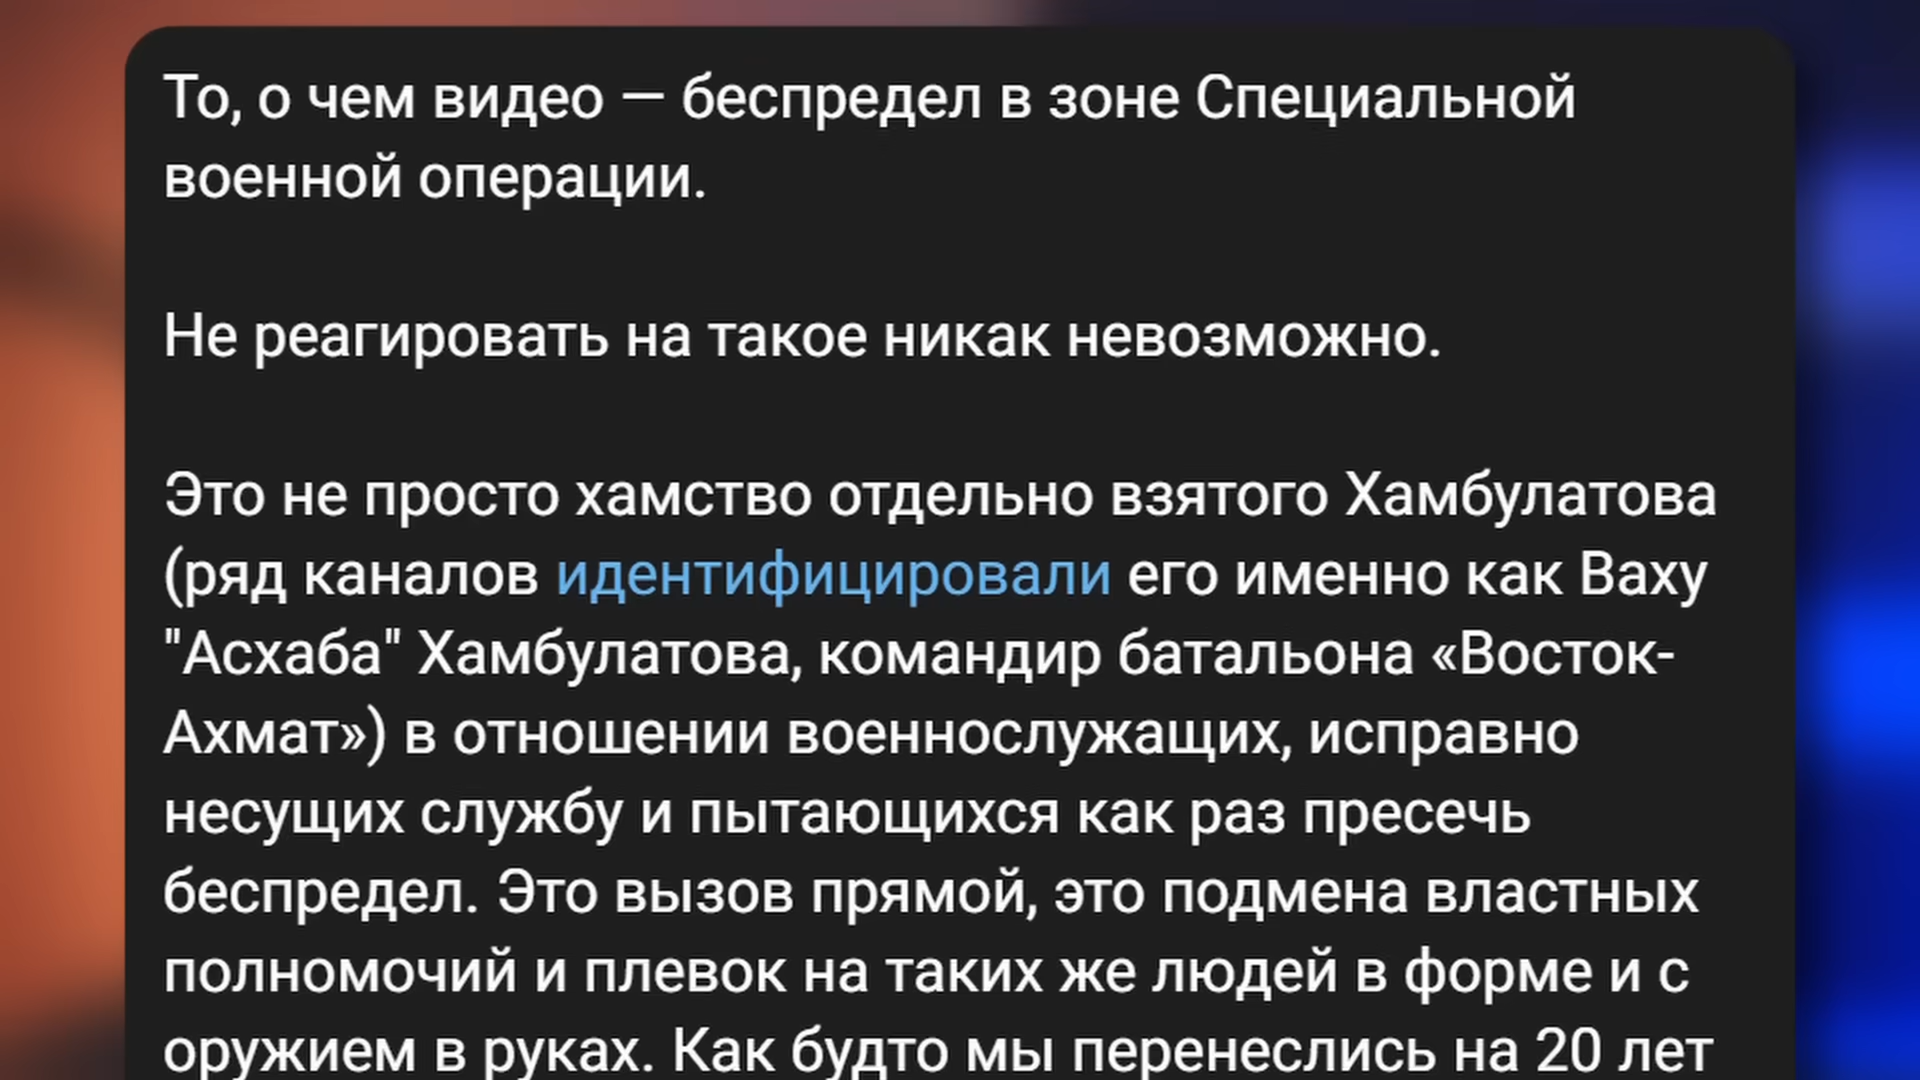 То, о чем видео — беспредел в зоне Специальной
военной операции.
Не реагировать на такое никак невозможно.
Это не просто хамство отдельно взятого Хамбулатова
(ряд каналов идентифицировали его именно как Ваху
"Асхаба" Хамбулатова, командир батальона «Восток-
Ахмат») в отношении военнослужащих, исправно
несущих службу и пытающихся как раз пресечь
беспредел. Это вызов прямой, это подмена властных
полномочий и плевок на таких же людей в форме и с
оружием в руках. Как будто мы перенеслись на 20 лет